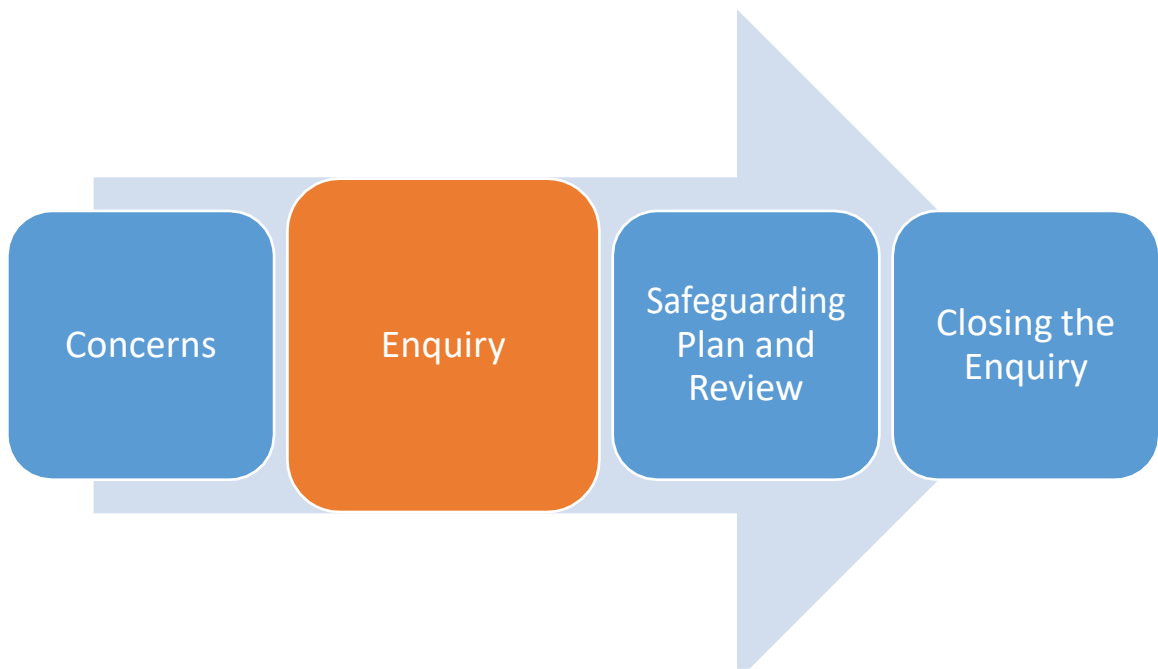 Concerns
Enquiry
Safeguarding
Plan and
Review
Closing the
Enquiry